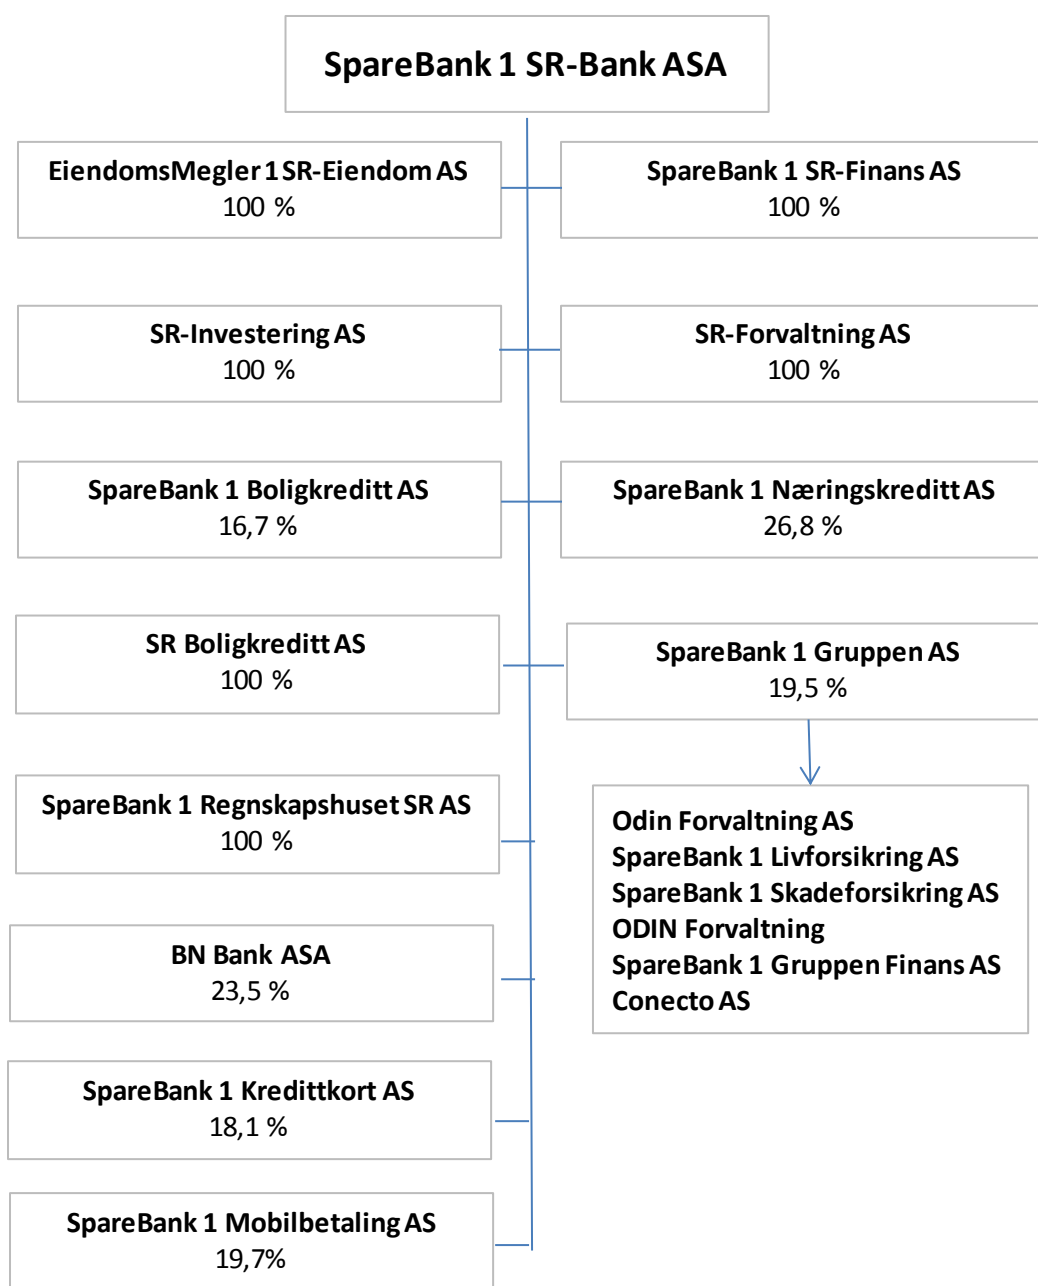 SpareBank 1 SR-Bank ASA
EiendomsMegler 1 SR-Eiendom AS
100 %
SpareBank 1 SR-Finans AS
100 %
SR-Investering AS
100 %
SR-Forvaltning AS
100 %
SpareBank 1 Boligkreditt AS
16,7 %
SpareBank 1 Næringskreditt AS
26,8 %
SR Boligkreditt AS
100 %
SpareBank 1 Gruppen AS
19,5 %
SpareBank 1 Regnskapshuset SR AS
100 %
Odin Forvaltning AS
SpareBank 1 Livforsikring AS
SpareBank 1 Skadeforsikring AS
ODIN Forvaltning
SpareBank 1 Gruppen Finans AS
Conecto AS
BN Bank ASA
23,5 %
SpareBank 1 Kredittkort AS
18,1 %
SpareBank 1 Mobilbetaling AS
19,7%